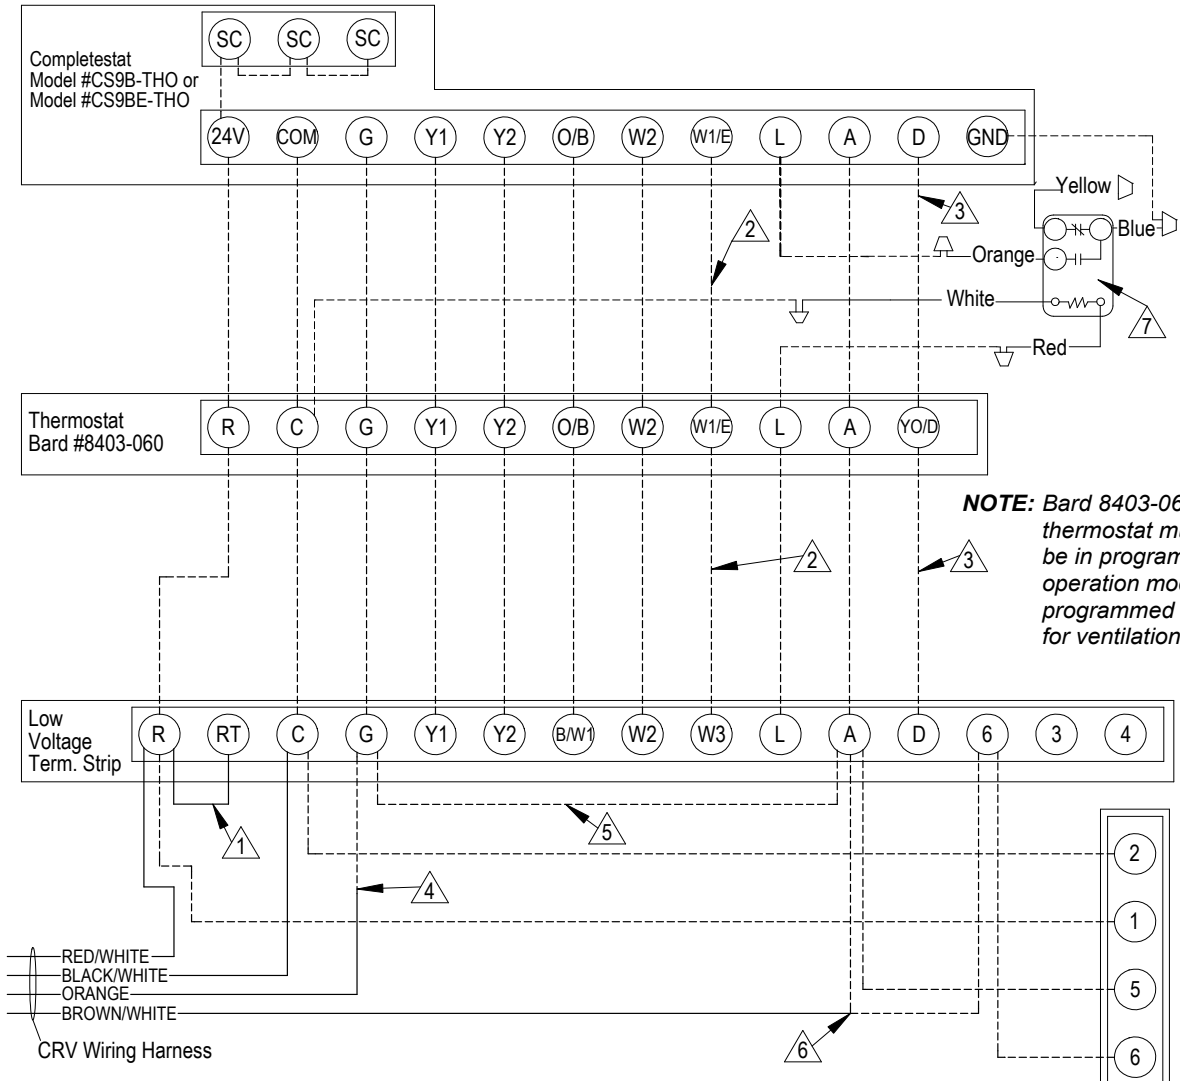 SC SC SC
Completestat
Model #CS9B-THO or
Model #CS9BE-THO
24V COM G Y1 Y2 O/B W2 W1/E L A D GND
Yellow
3
2
Blue
Orange
White
7
Red
Thermostat
Bard #8403-060
R C G Y1 Y2 O/B W2 W1/E L A YO/D
NOTE: Bard 8403-06
thermostat
be in
operation
programmed
for ventilation
2 3
Low
Voltage
Term. Strip
R RT C G Y1 Y2 B/W1 W2 W3 L A D 6 3 4
1
5
2
4
1
RED/WHITE
BLACK/WHITE
ORANGE
BROWN/WHITE
5
CRV Wiring Harness
6
6